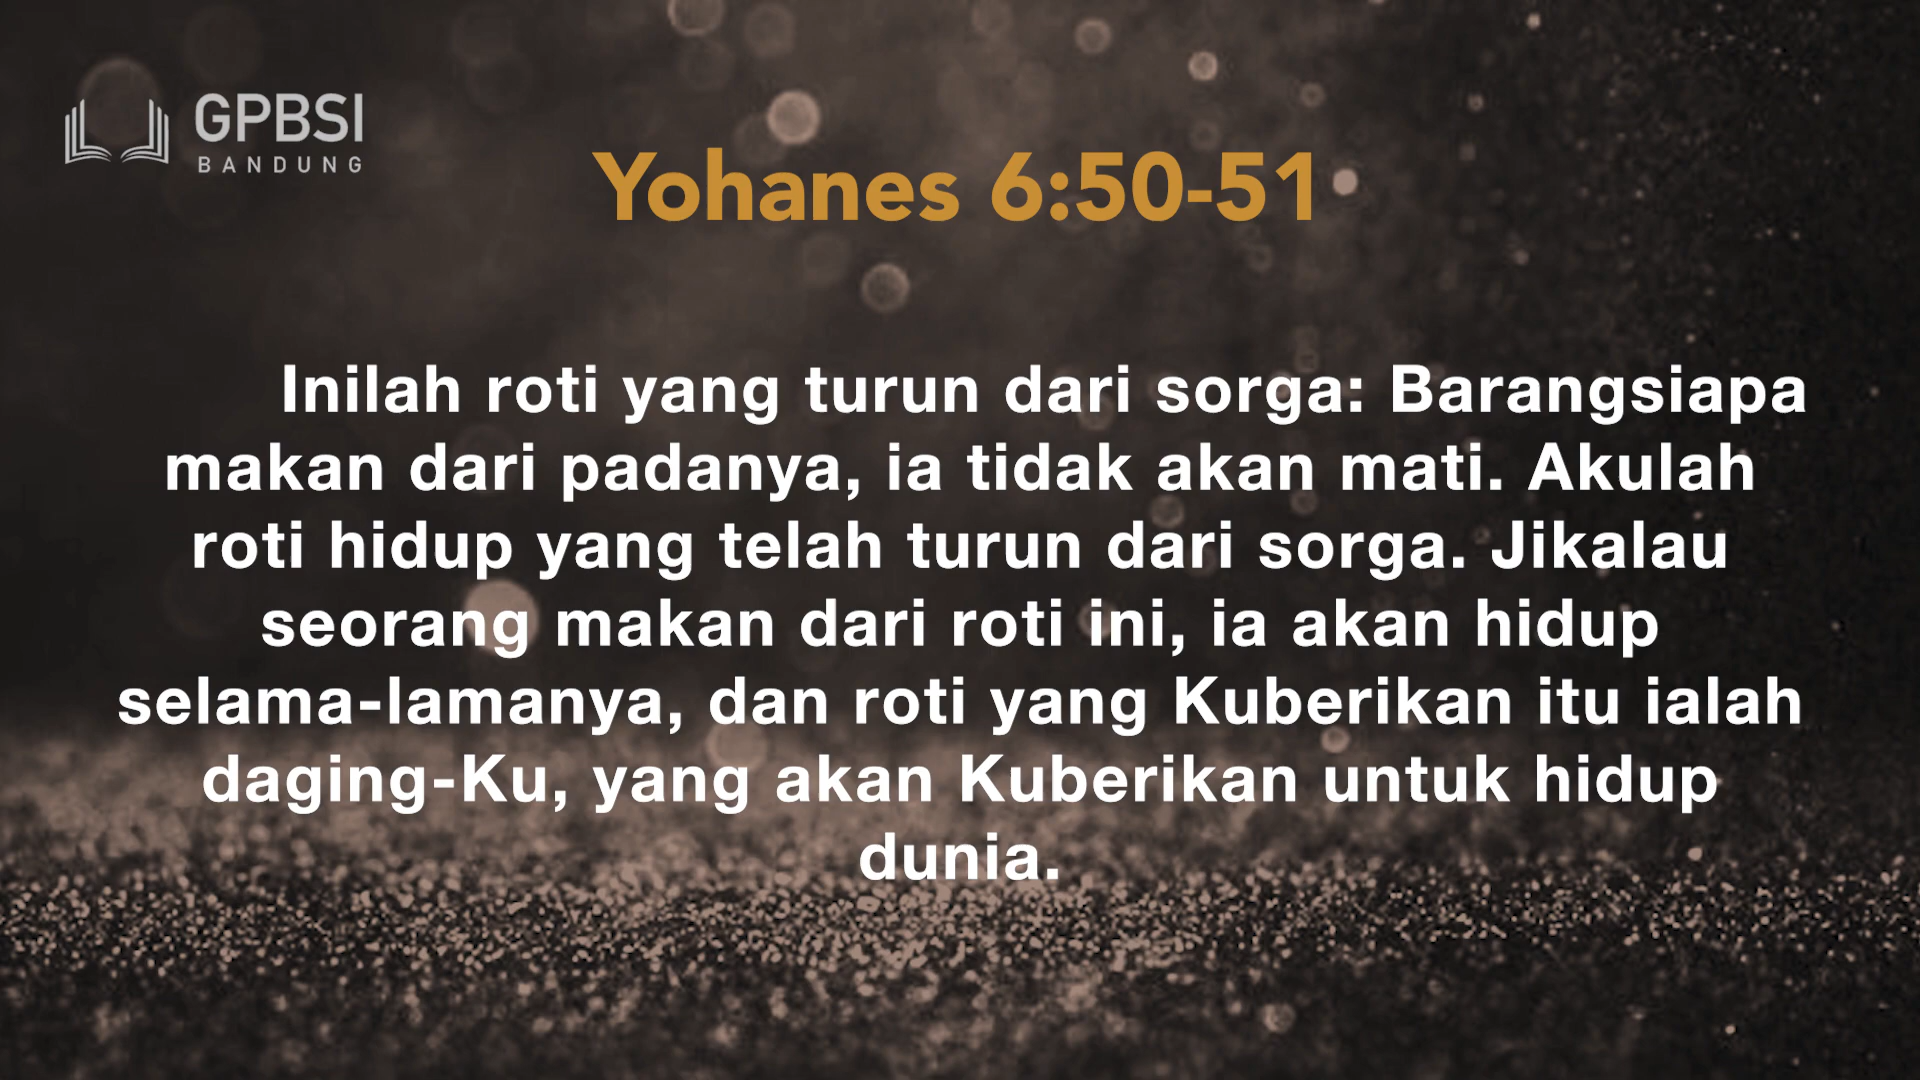 GPBSI
BANDUNG
Yohanes 6:50-51
Inilah roti yang turun dari sorga: Barangsiapa
makan dari padanya, ia tidak akan mati. Akulah
roti hidup yang telah turun dari sorga. Jikalau
seorang makan dari roti ini, ia akan hidup
selama-lamanya, dan roti yang Kuberikan itu ialah
daging-Ku, yang akan Kuberikan untuk hidup
dunia.